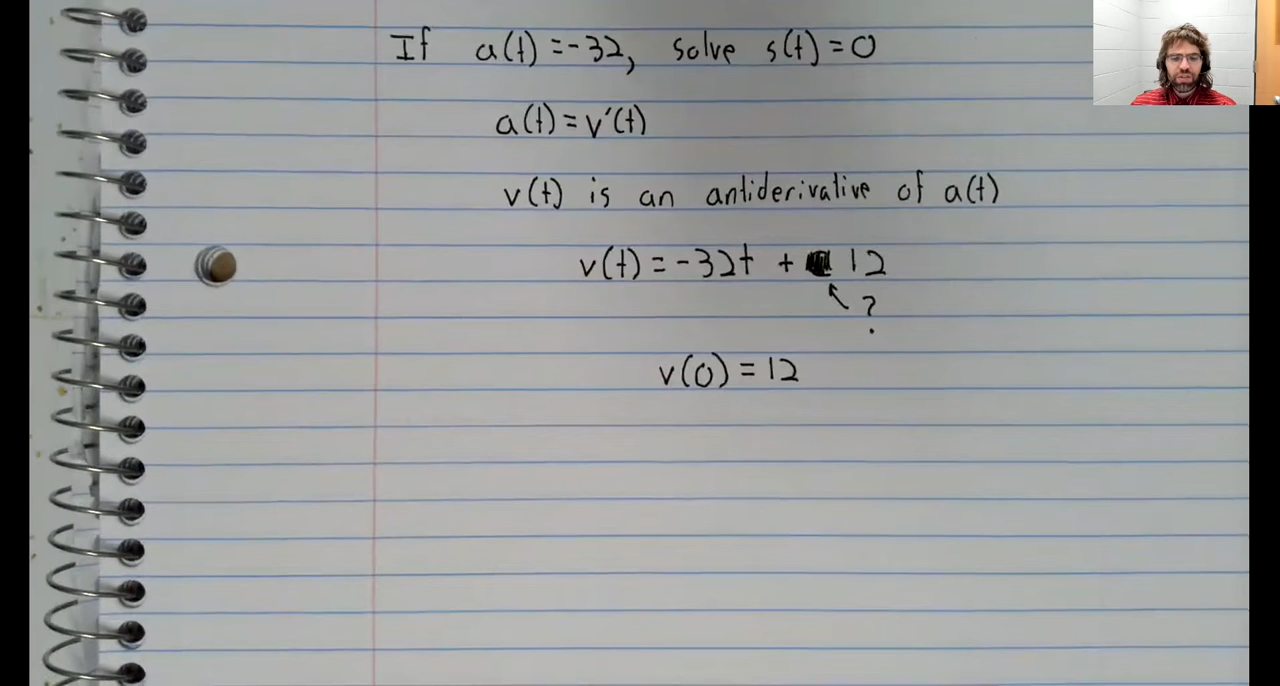 If a(t) = -32, solve s(t) = 0
a(t) = v'(t)
v(t) is an antiderivative of a(t)
v(t) = -32t + 12
?
v(0) = 12